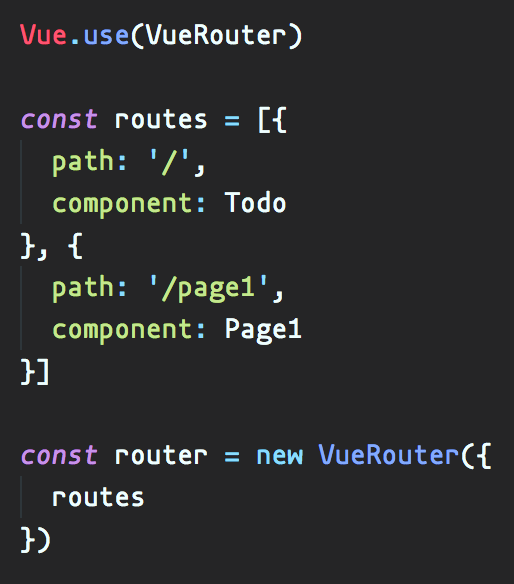 Vue.use(VueRouter)
const routes = [{
  path: '/',
  component: Todo
}, {
  path: '/page1',
  component: Page1
}]
const router = new VueRouter({
  routes
})